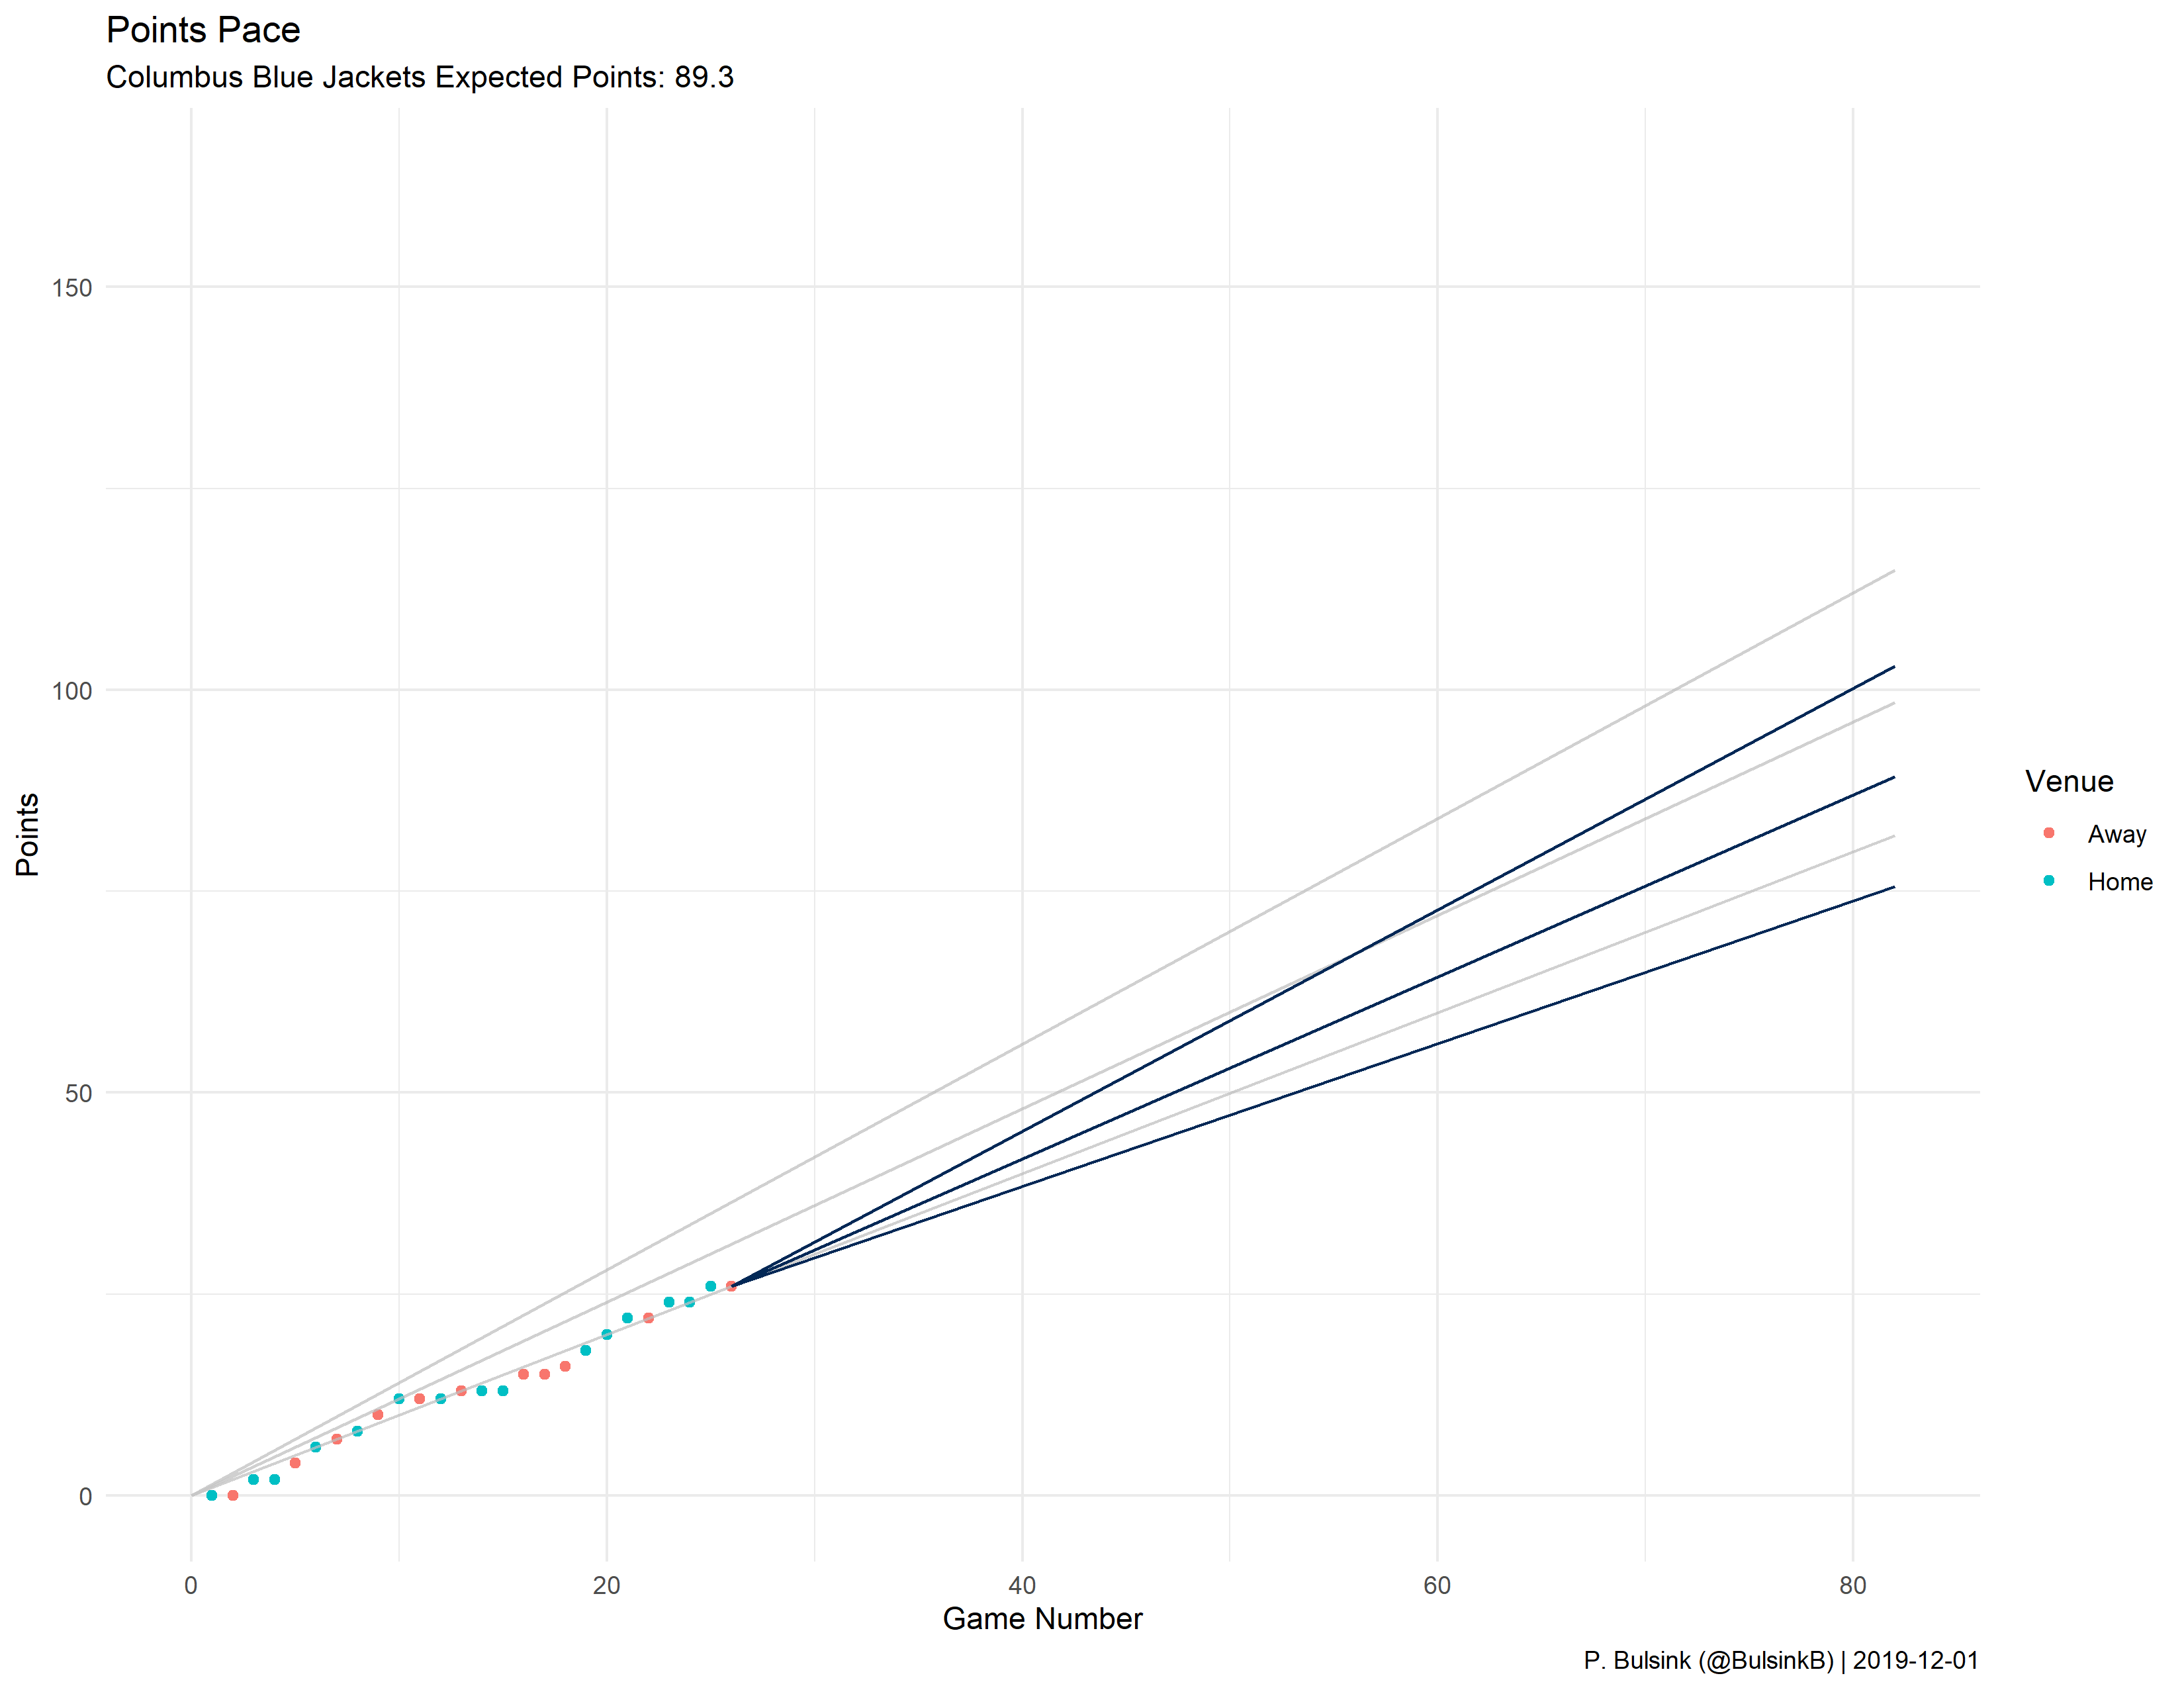 Points Pace
Columbus Blue Jackets Expected Points: 89.3
150
100
50
0
Points
0 20 40 60 80
Game Number
Venue
Away
Home
P. Bulsink (@BulsinkB) | 2019-12-01